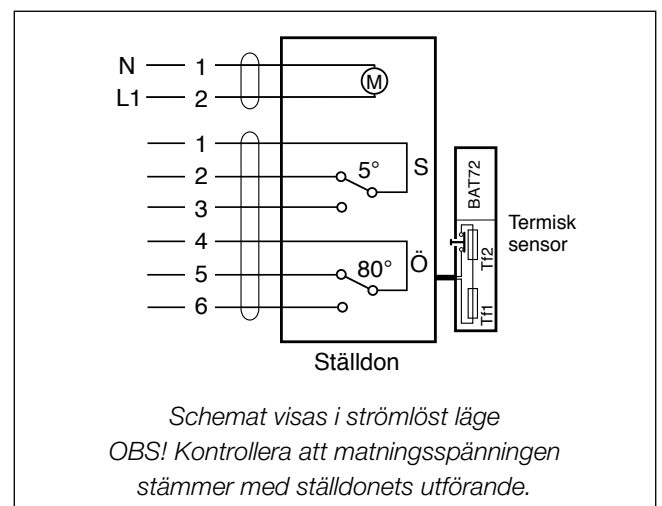 N 1
M
L1 2
1
S
2
5°
3
4
Ö
5
80°
6
BAT72
Tf2
Tf1
Termisk
sensor
Ställdon
Schemat visas i strömlöst läge
OBS! Kontrollera att matningsspänningen
stämmer med ställdonets utförande.